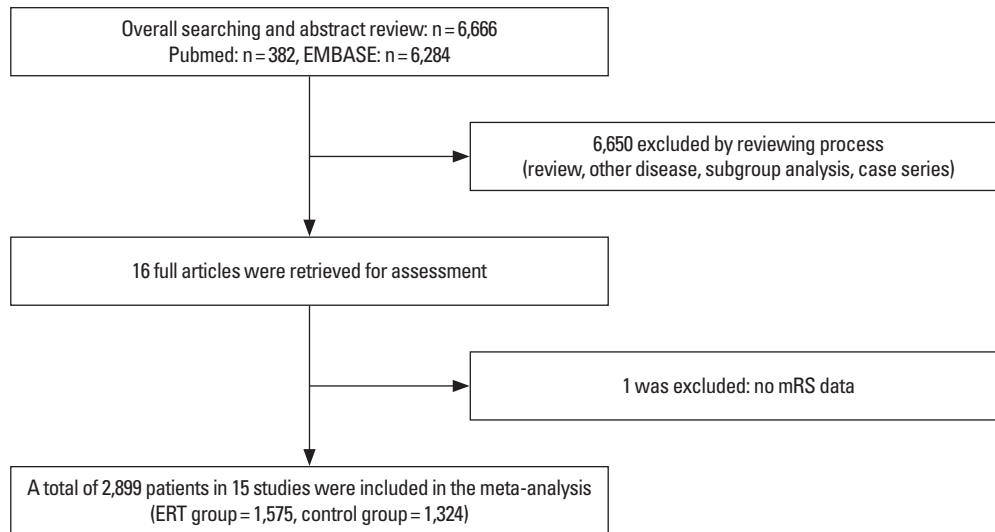 Overall searching and abstract review: n = 6,666
Pubmed: n = 382, EMBASE: n = 6,284
6,650 excluded by reviewing process
(review, other disease, subgroup analysis, case series)
16 full articles were retrieved for assessment
1 was excluded: no mRS data
A total of 2,899 patients in 15 studies were included in the meta-analysis
(ERT group = 1,575, control group = 1,324)